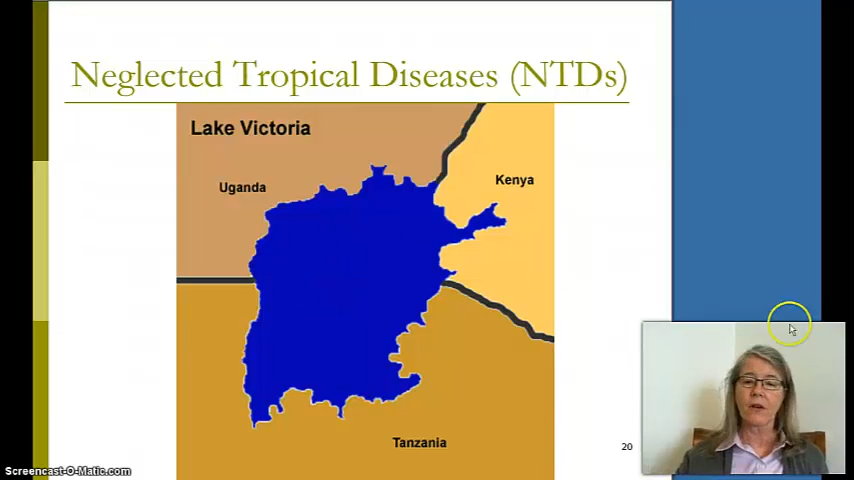 Neglected Tropical Diseases (NTDs)
Lake Victoria
Uganda
Kenya
Tanzania
20
Screencast-O-Matic.com